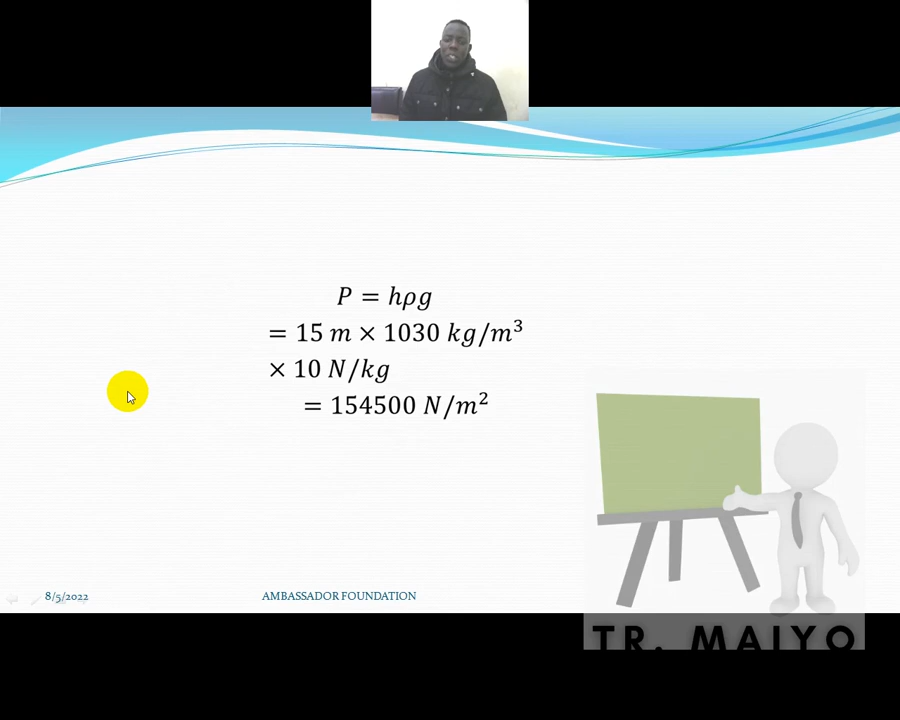 P = hρg
= 15 m × 1030 kg/m³
× 10 N/kg
= 154500 N/m²
8/5/2022
AMBASSADOR FOUNDATION
TR. MAIYO